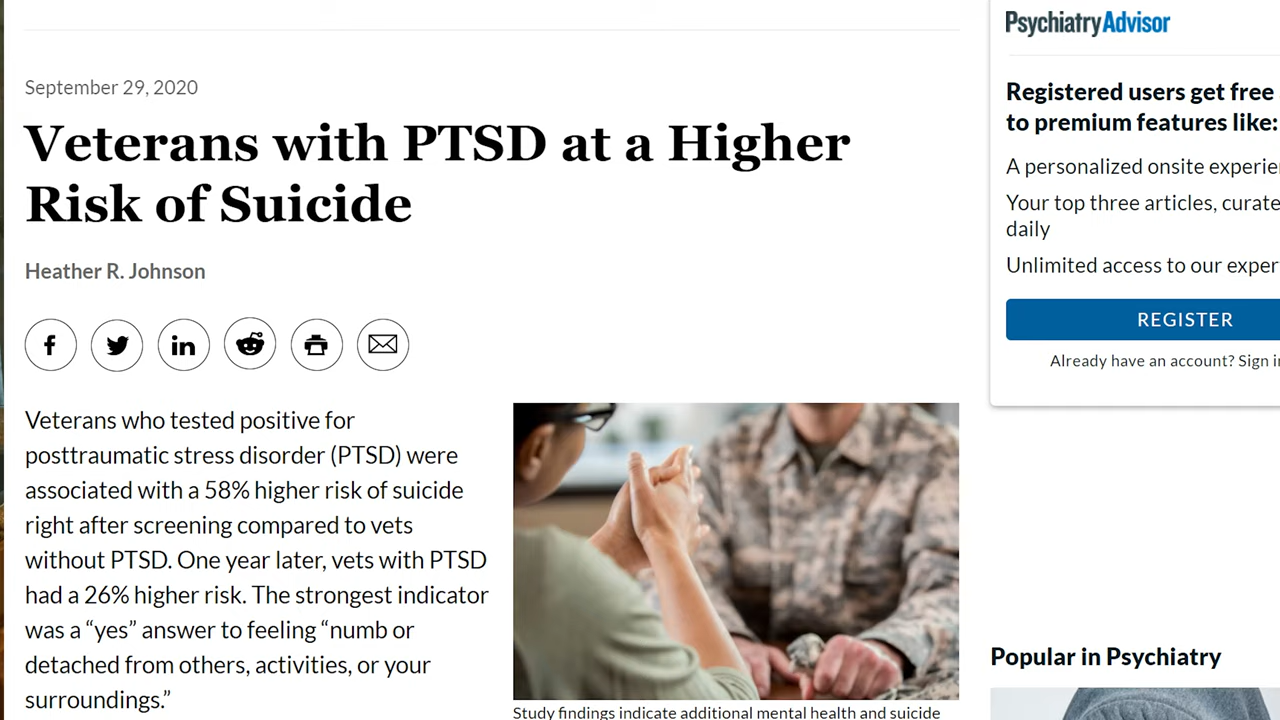 September 29, 2020
Veterans with PTSD at a Higher
Risk of Suicide
Heather R. Johnson
Veterans who tested positive for
posttraumatic stress disorder (PTSD) were
associated with a 58% higher risk of suicide
right after screening compared to vets
without PTSD. One year later, vets with PTSD
had a 26% higher risk. The strongest indicator
was a “yes” answer to feeling “numb or
detached from others, activities, or your
surroundings.”
Study findings indicate additional mental health and suicide
PsychiatryAdvisor
Registered users get free
to premium features like:
A personalized onsite
Your top three articles,
daily
Unlimited access to our
REGISTER
Already have an account? Sign
Popular in Psychiatry